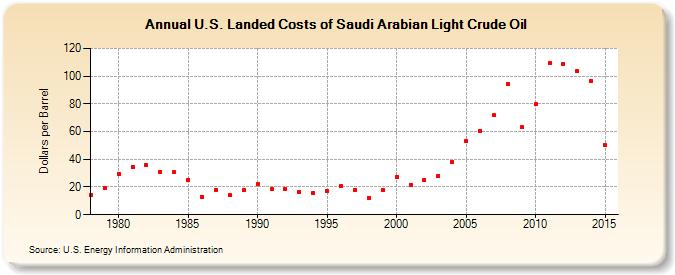 Annual U.S. Landed Costs of Saudi Arabian Light Crude Oil
Dollars per Barrel
120
100
80
60
40
20
0
1980 1985 1990 1995 2000 2005 2010 2015
Source: U.S. Energy Information Administration